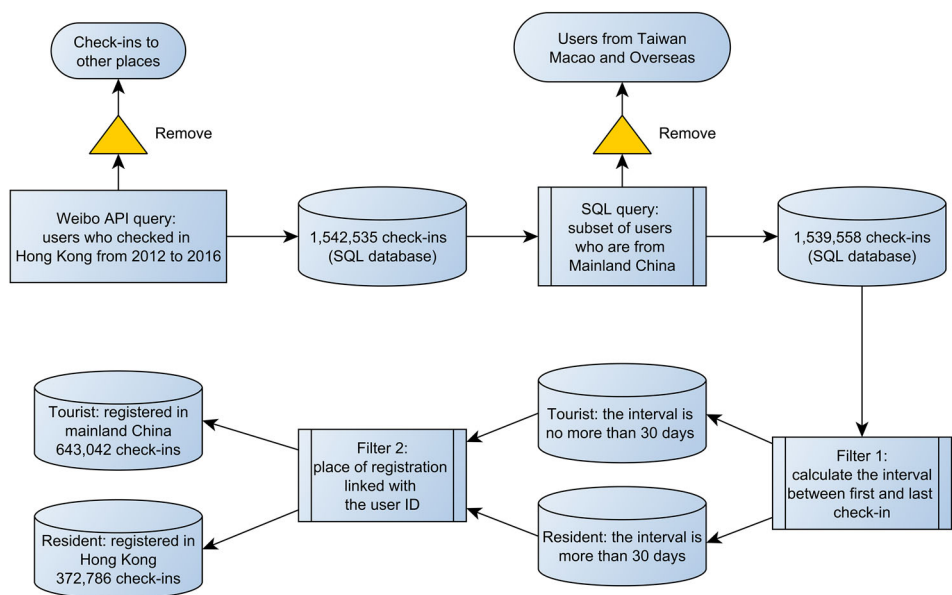 Check-ins to
other places
Remove
Users from Taiwan
Macao and Overseas
Remove
Weibo API query:
users who checked in
Hong Kong from 2012 to 2016
1,542,535 check-ins
(SQL database)
SQL query:
subset of users
who are from
Mainland China
1,539,558 check-ins
(SQL database)
Tourist: registered in
mainland China
643,042 check-ins
Filter 2:
place of registration
linked with
the user ID
Tourist: the interval is
no more than 30 days
Filter 1:
calculate the interval
between first and last
check-in
Resident: registered in
Hong Kong
372,786 check-ins
Resident: the interval is
more than 30 days